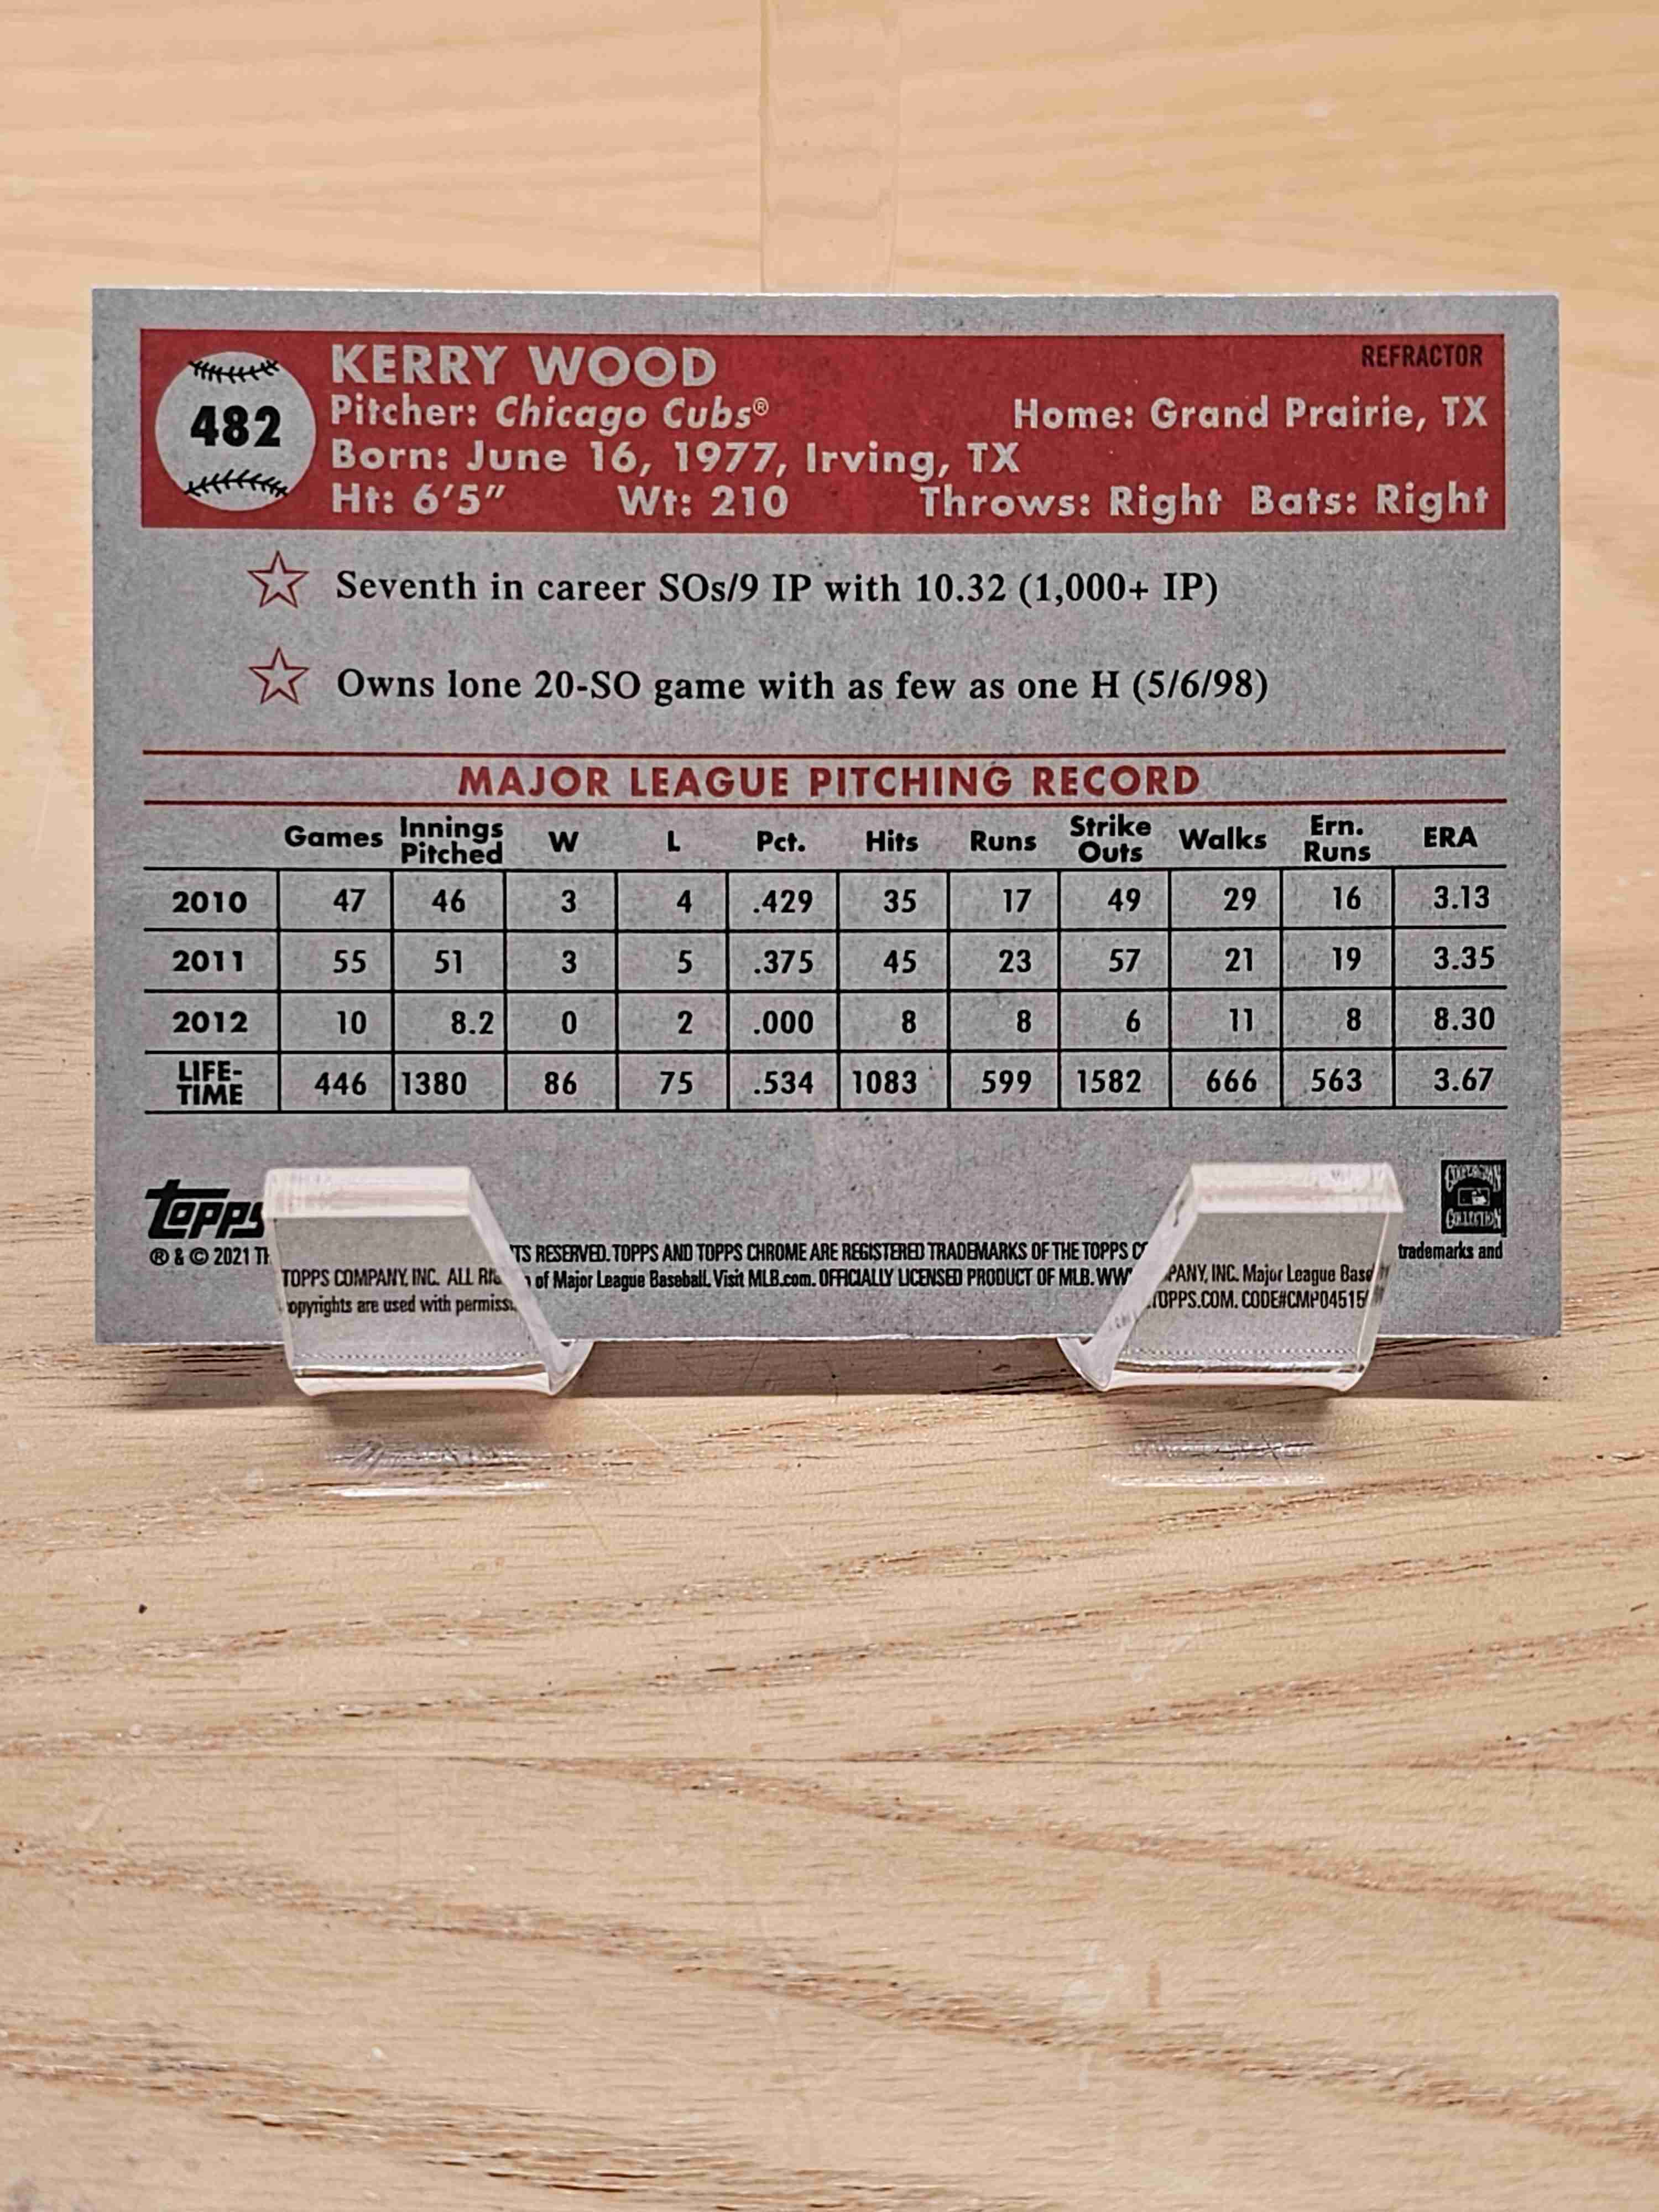 482
KERRY WOOD
REFRACTOR
Pitcher: Chicago Cubs® Home: Grand Prairie, TX
Born: June 16, 1977, Irving, TX
Ht: 6'5" Wt: 210 Throws: Right Bats: Right
☆ Seventh in career SOs/9 IP with 10.32 (1,000+ IP)
☆ Owns lone 20-SO game with as few as one H (5/6/98)
MAJOR LEAGUE PITCHING RECORD
Games Innings Pitched W L Pct. Hits Runs Strike Outs Walks Ern. Runs ERA
2010 47 46 3 4 .429 35 17 49 29 16 3.13
2011 55 51 3 5 .375 45 23 57 21 19 3.35
2012 10 8.2 0 2 .000 8 8 6 11 8 8.30
LIFE-TIME 446 1380 86 75 .534 1083 599 1582 666 563 3.67
topps
COOPERSTOWN COLLECTION
® & © 2021 TOPPS COMPANY, INC. ALL RESERVED. TOPPS AND TOPPS CHROME ARE REGISTERED TRADEMARKS OF THE TOPPS INC. Major League trademarks and
are used with of Major League Baseball. Visit MLB.com. OFFICIALLY LICENSED PRODUCT OF MLB.